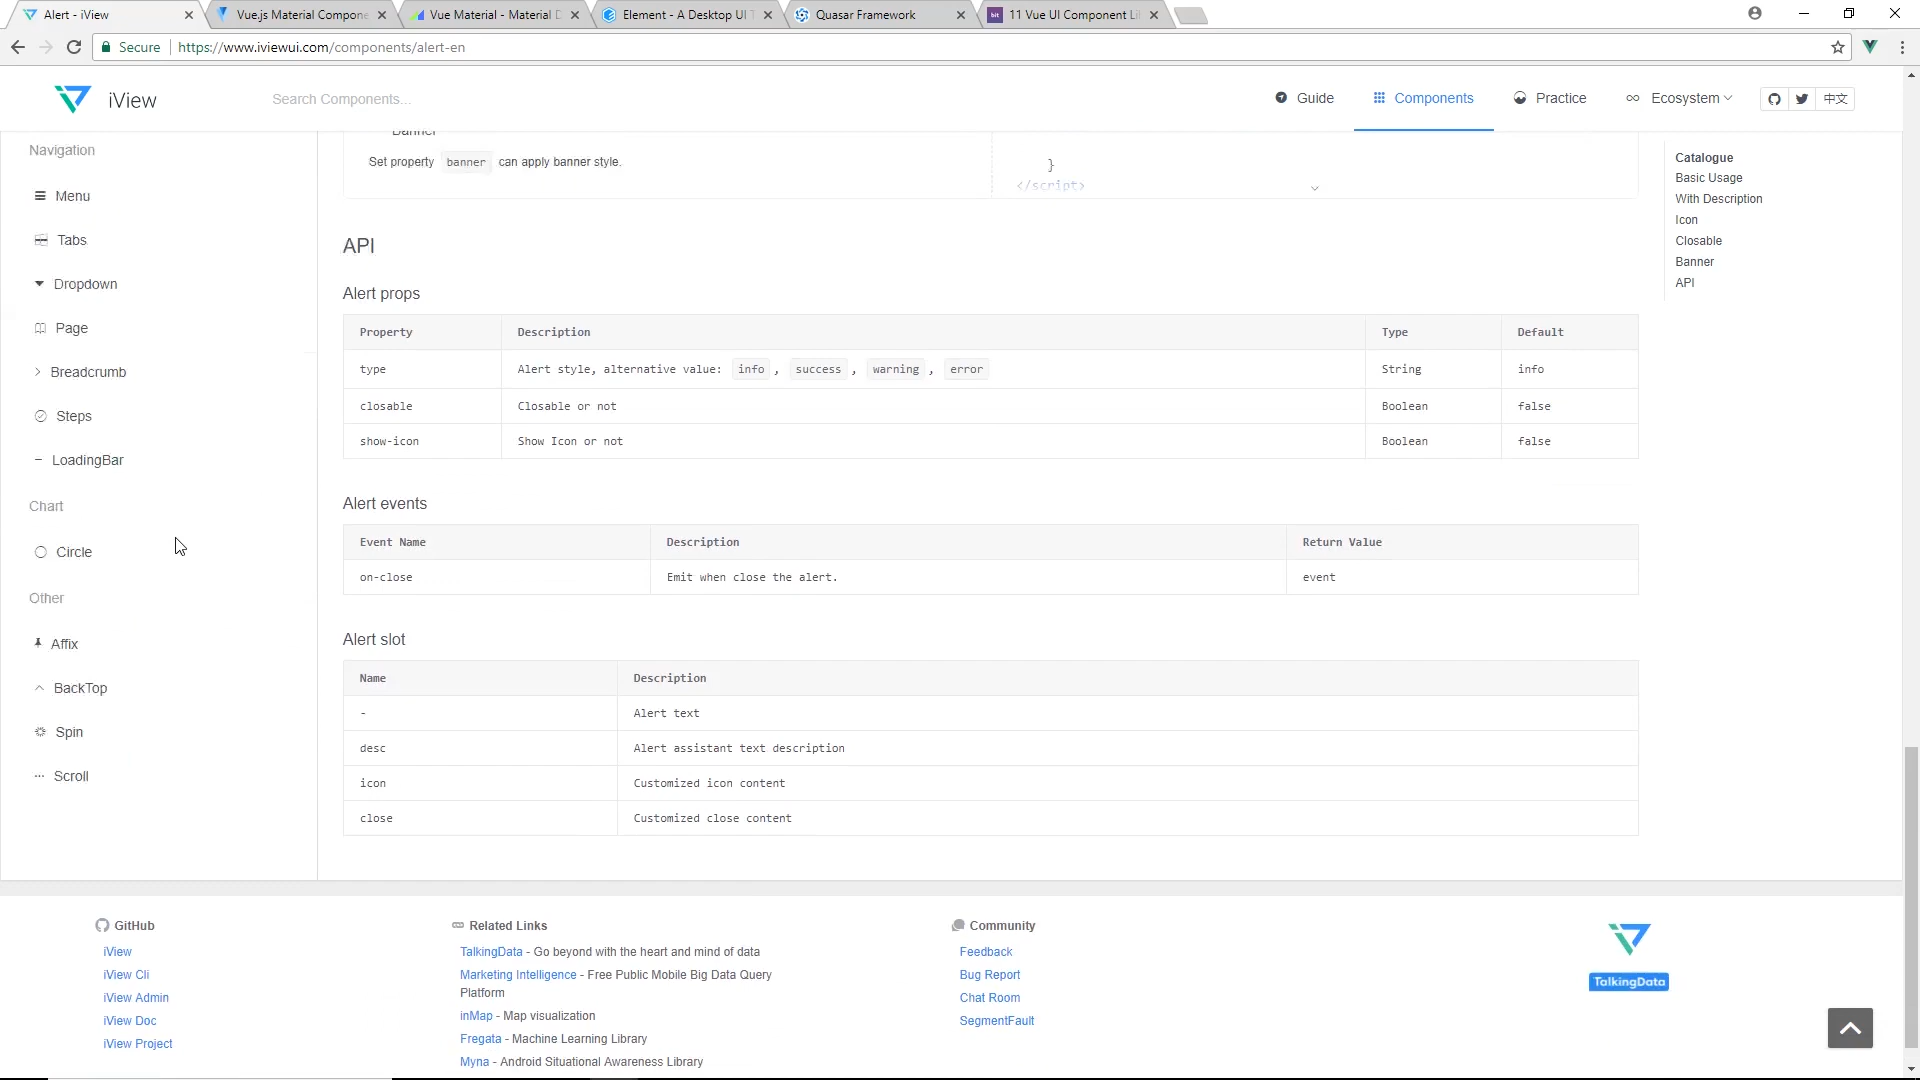 Alert - iView
Vue.js Material Compone
Vue Material - Material D
Element - A Desktop UI T
Quasar Framework
bit 11 Vue UI Component Li
Secure https://www.iviewui.com/components/alert-en
iView
Search Components...
Guide
Components
Practice
Ecosystem
中文
Navigation
Menu
Tabs
Dropdown
Page
Breadcrumb
Steps
LoadingBar
Chart
Circle
Other
Affix
BackTop
Spin
Scroll
Banner
Set property banner can apply banner style.
}
</script>
API
Alert props
Property Description Type Default
type Alert style, alternative value: info , success , warning , error String info
closable Closable or not Boolean false
show-icon Show Icon or not Boolean false
Alert events
Event Name Description Return Value
on-close Emit when close the alert. event
Alert slot
Name Description
- Alert text
desc Alert assistant text description
icon Customized icon content
close Customized close content
Catalogue
Basic Usage
With Description
Icon
Closable
Banner
API
GitHub
iView
iView Cli
iView Admin
iView Doc
iView Project
Related Links
TalkingData - Go beyond with the heart and mind of data
Marketing Intelligence - Free Public Mobile Big Data Query
Platform
inMap - Map visualization
Fregata - Machine Learning Library
Myna - Android Situational Awareness Library
Community
Feedback
Bug Report
Chat Room
SegmentFault
TalkingData